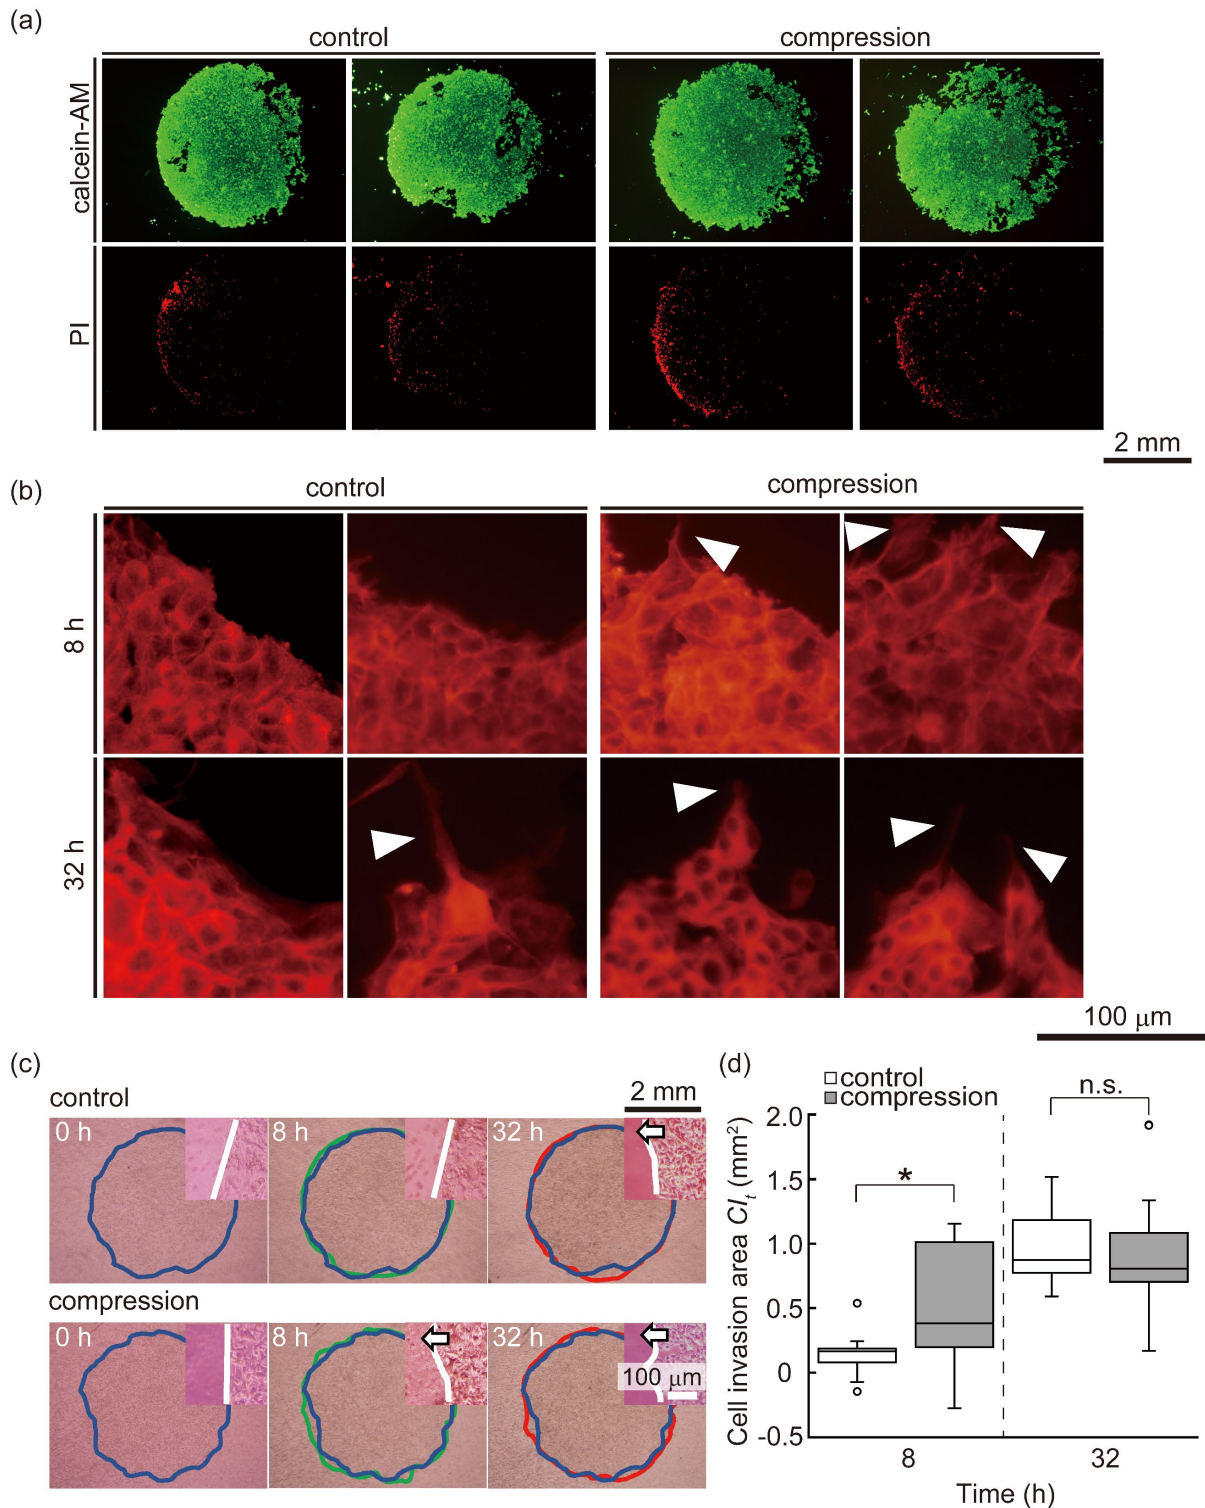 (a)
control
compression
calcein-AM
PI
2 mm
(b)
control
compression
8 h
32 h
100 μm
(c)
control
2 mm
0 h
8 h
32 h
compression
0 h
8 h
32 h
100 μm
(d)
control
compression
n.s.
*
Cell invasion area CIₜ (mm²)
2.0
1.5
1.0
0.5
0
-0.5
8
32
Time (h)